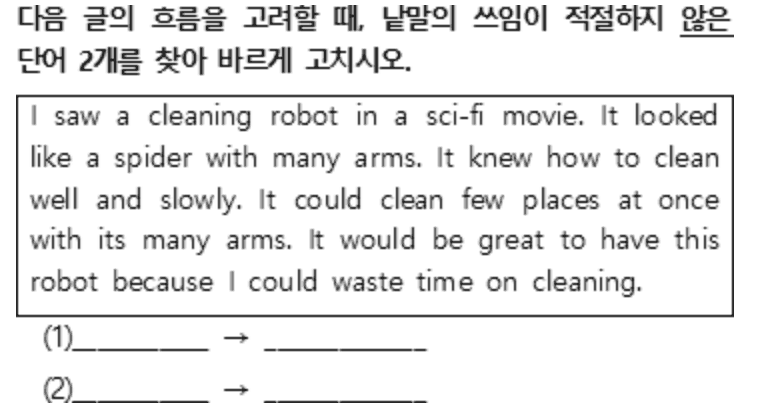 다음 글의 흐름을 고려할 때, 낱말의 쓰임이 적절하지 않은
단어 2개를 찾아 바르게 고치시오.
I saw a cleaning robot in a sci-fi movie. It looked
like a spider with many arms. It knew how to clean
well and slowly. It could clean few places at once
with its many arms. It would be great to have this
robot because I could waste time on cleaning.
(1)__________ → ____________
(2)__________ → ____________